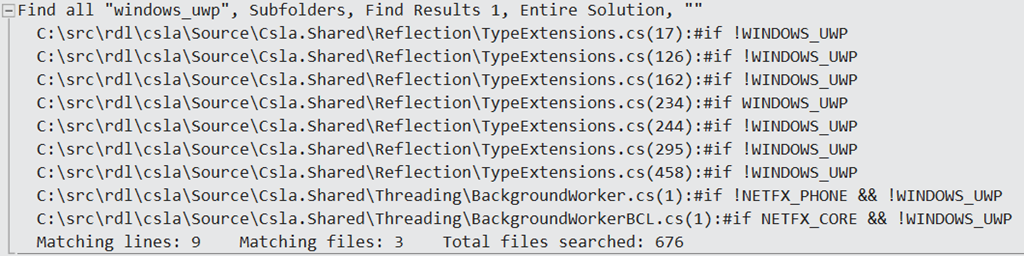 Find all "windows_uwp", Subfolders, Find Results 1, Entire Solution, ""
C:\src\rdl\csla\Source\Csla.Shared\Reflection\TypeExtensions.cs(17):#if !WINDOWS_UWP
C:\src\rdl\csla\Source\Csla.Shared\Reflection\TypeExtensions.cs(126):#if !WINDOWS_UWP
C:\src\rdl\csla\Source\Csla.Shared\Reflection\TypeExtensions.cs(162):#if !WINDOWS_UWP
C:\src\rdl\csla\Source\Csla.Shared\Reflection\TypeExtensions.cs(234):#if WINDOWS_UWP
C:\src\rdl\csla\Source\Csla.Shared\Reflection\TypeExtensions.cs(244):#if !WINDOWS_UWP
C:\src\rdl\csla\Source\Csla.Shared\Reflection\TypeExtensions.cs(295):#if !WINDOWS_UWP
C:\src\rdl\csla\Source\Csla.Shared\Reflection\TypeExtensions.cs(458):#if !WINDOWS_UWP
C:\src\rdl\csla\Source\Csla.Shared\Threading\BackgroundWorker.cs(1):#if !NETFX_PHONE && !WINDOWS_UWP
C:\src\rdl\csla\Source\Csla.Shared\Threading\BackgroundWorkerBCL.cs(1):#if NETFX_CORE && !WINDOWS_UWP
Matching lines: 9    Matching files: 3    Total files searched: 676